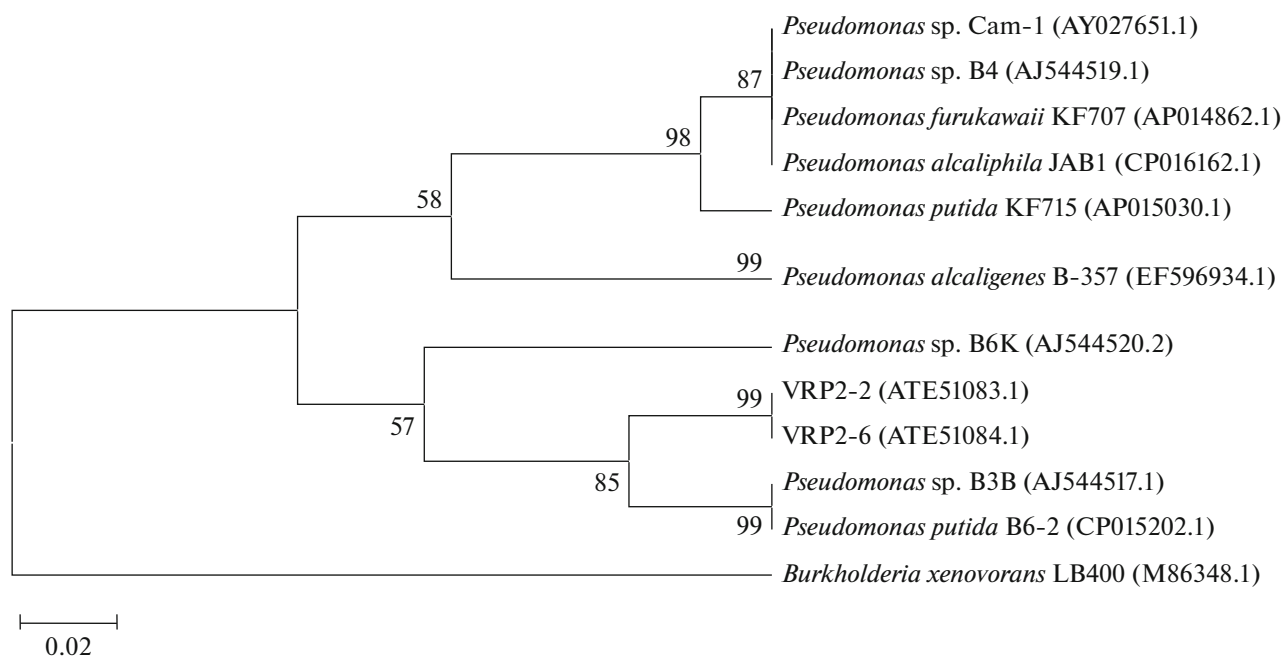 Pseudomonas sp. Cam-1 (AY027651.1)
Pseudomonas sp. B4 (AJ544519.1)
87
Pseudomonas furukawaii KF707 (AP014862.1)
98
Pseudomonas alcaliphila JAB1 (CP016162.1)
58
Pseudomonas putida KF715 (AP015030.1)
99
Pseudomonas alcaligenes B-357 (EF596934.1)
Pseudomonas sp. B6K (AJ544520.2)
VRP2-2 (ATE51083.1)
99
57
VRP2-6 (ATE51084.1)
85
Pseudomonas sp. B3B (AJ544517.1)
99
Pseudomonas putida B6-2 (CP015202.1)
Burkholderia xenovorans LB400 (M86348.1)
0.02